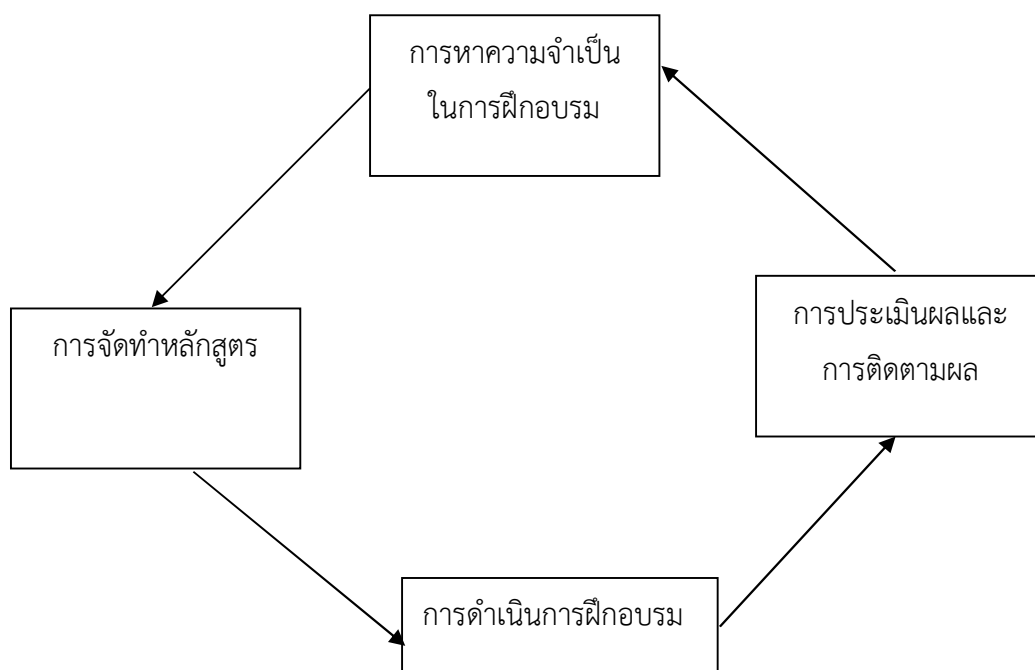 การหาความจำเป็น
ในการฝึกอบรม
การจัดทำหลักสูตร
การประเมินผลและ
การติดตามผล
การดำเนินการฝึกอบรม